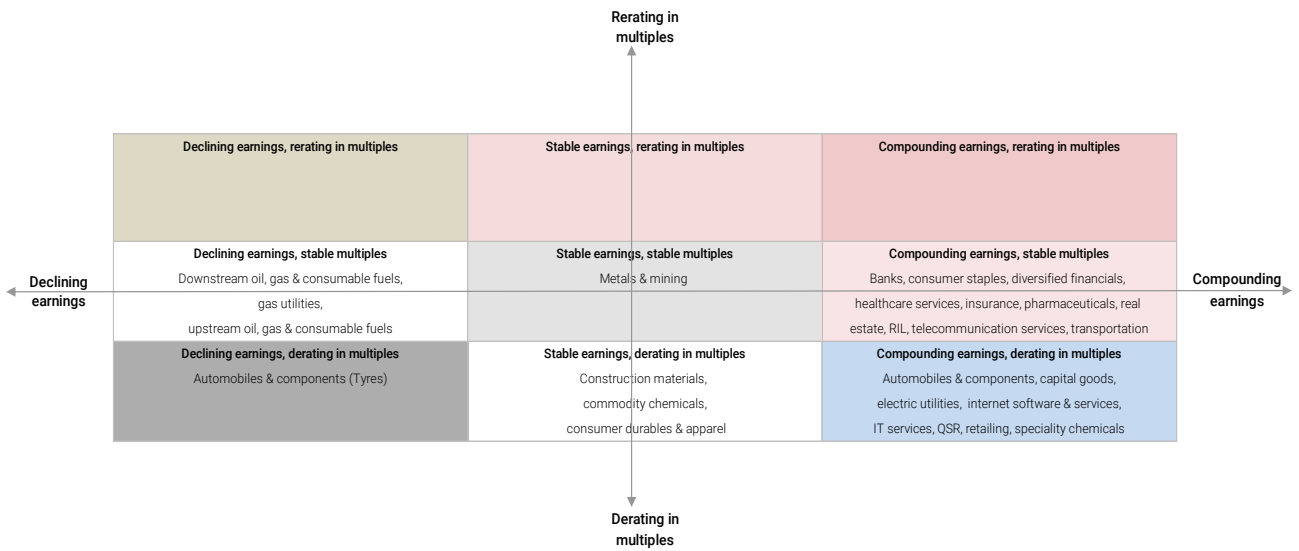 Rerating in
multiples
Declining earnings, rerating in multiples
Stable earnings, rerating in multiples
Compounding earnings, rerating in multiples
Declining
earnings
Declining earnings, stable multiples
Downstream oil, gas & consumable fuels,
gas utilities,
upstream oil, gas & consumable fuels
Stable earnings, stable multiples
Metals & mining
Compounding earnings, stable multiples
Banks, consumer staples, diversified financials,
healthcare services, insurance, pharmaceuticals, real
estate, RIL, telecommunication services, transportation
Compounding
earnings
Declining earnings, derating in multiples
Automobiles & components (Tyres)
Stable earnings, derating in multiples
Construction materials,
commodity chemicals,
consumer durables & apparel
Compounding earnings, derating in multiples
Automobiles & components, capital goods,
electric utilities, internet software & services,
IT services, QSR, retailing, speciality chemicals
Derating in
multiples